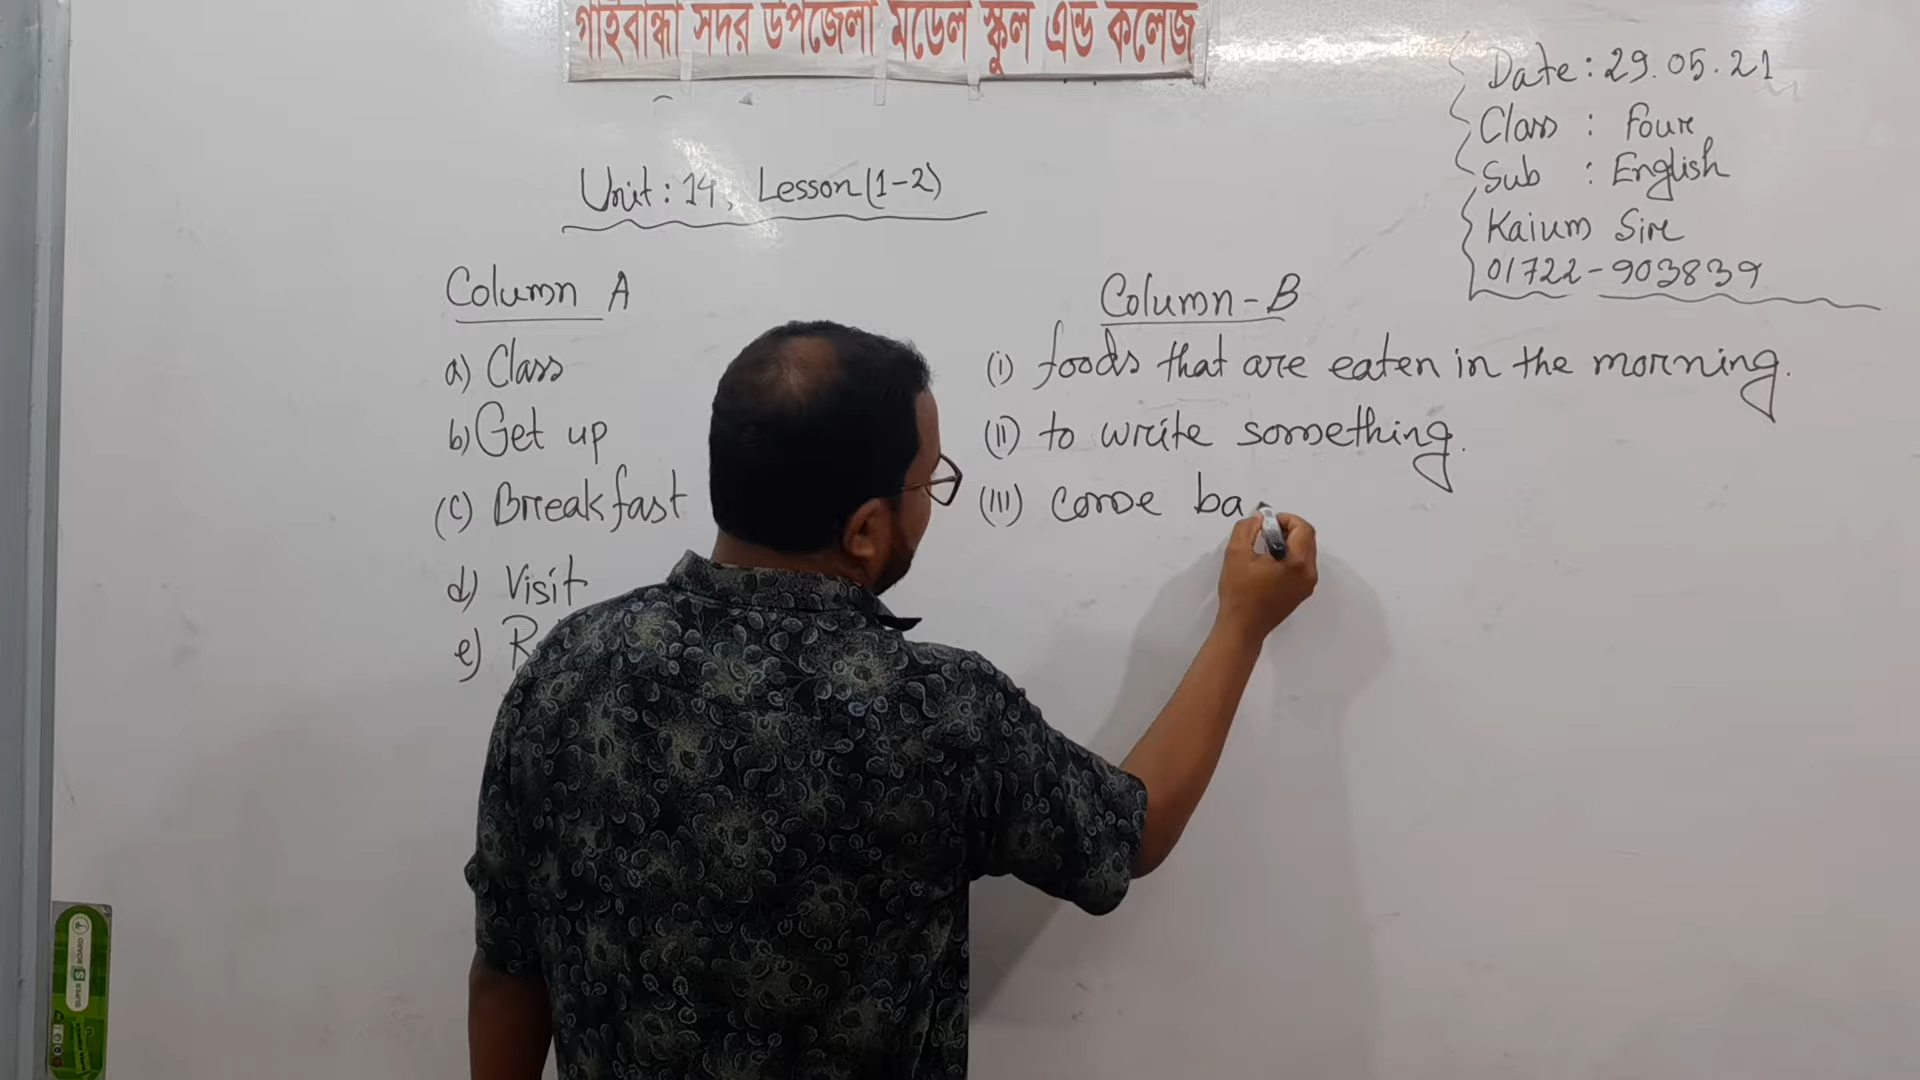 গাইবান্ধা সদর উপজেলা মডেল স্কুল এন্ড কলেজ
Date: 29.05.21
Class : Four
Sub : English
Kaium Sir
01722-903839
Unit: 14, Lesson (1-2)
Column A
a) Class
b) Get up
(c) Breakfast
d) Visit
e) R
Column-B
(i) foods that are eaten in the morning.
(ii) to write something.
(iii) come ba
SUPER S BOARD